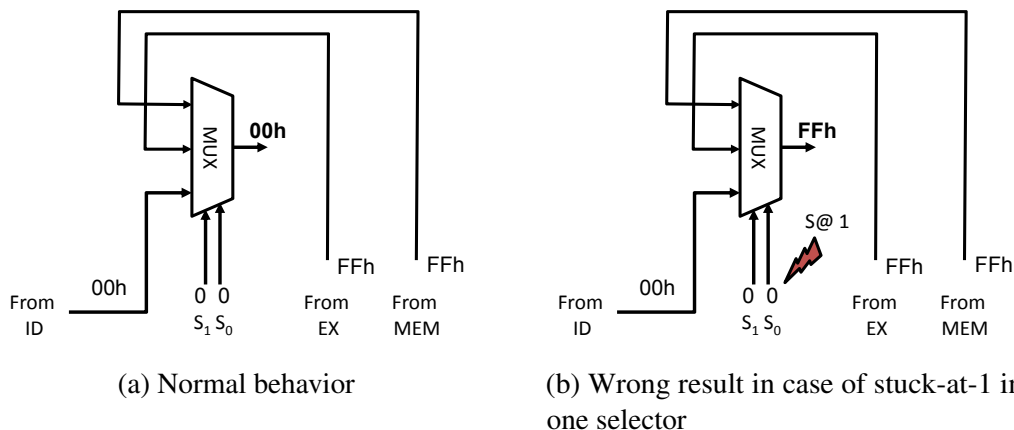 MUX
00h
FFh
FFh
00h
From
ID
0 0
S₁ S₀
From
EX
From
MEM
(a) Normal behavior
MUX
FFh
S@ 1
FFh
FFh
00h
From
ID
0 0
S₁ S₀
From
EX
From
MEM
(b) Wrong result in case of stuck-at-1 in
one selector